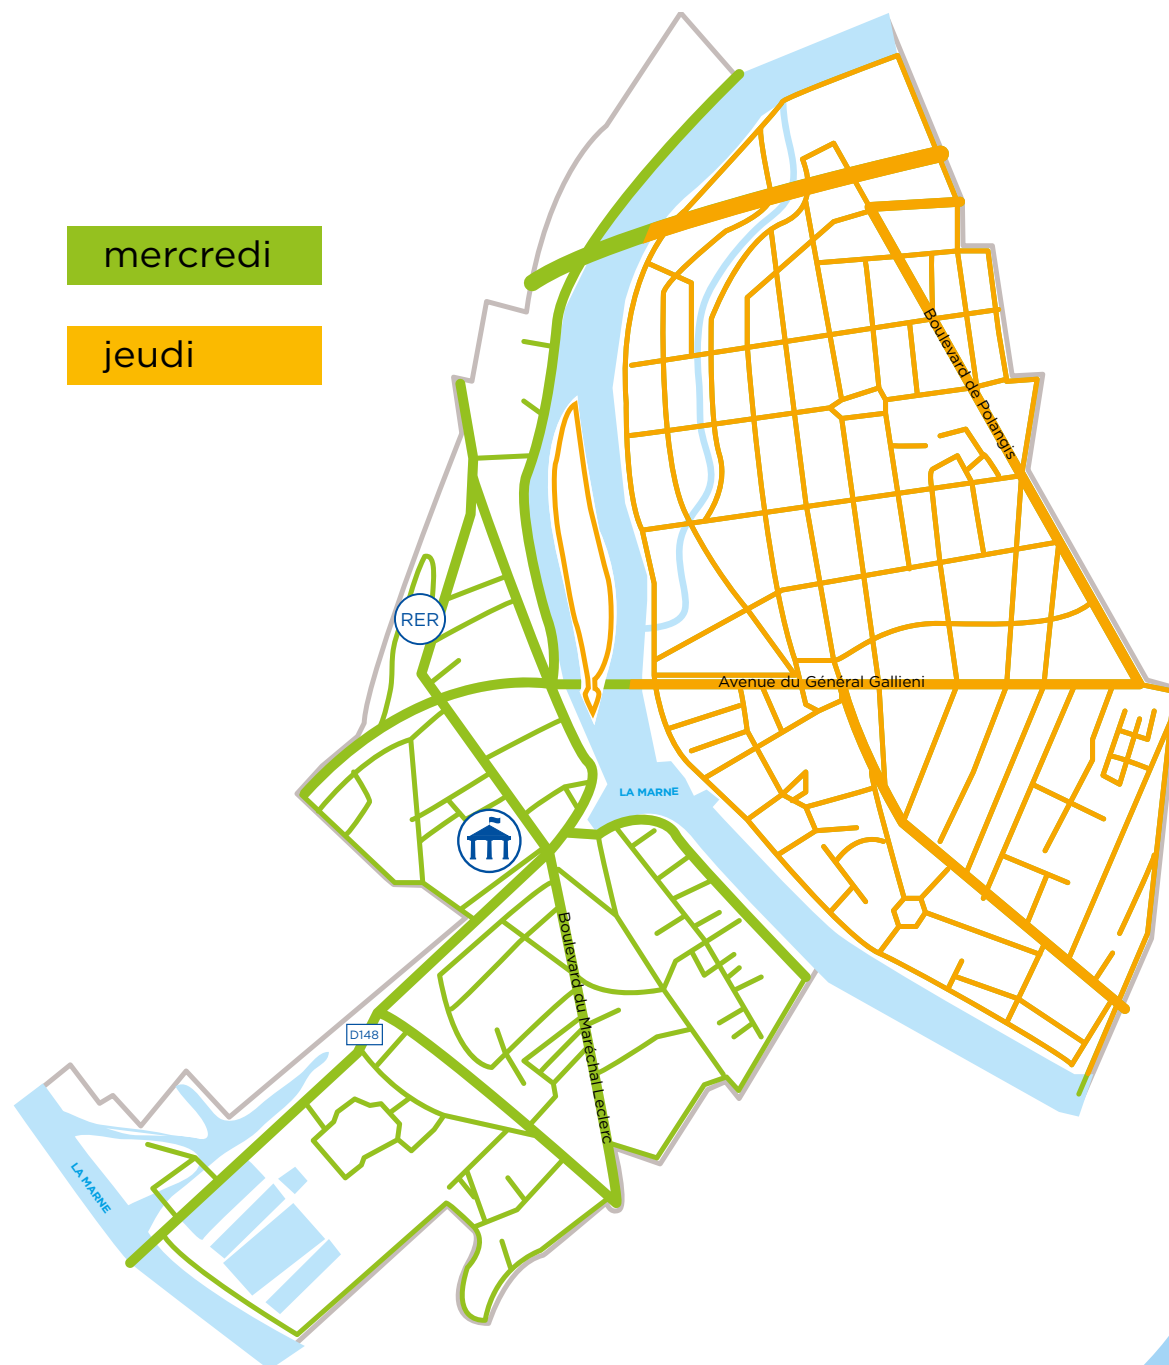 mercredi
jeudi
Boulevard de Polangis
RER
Avenue du Général Gallieni
LA MARNE
Boulevard du Maréchal Leclerc
D148
LA MARNE